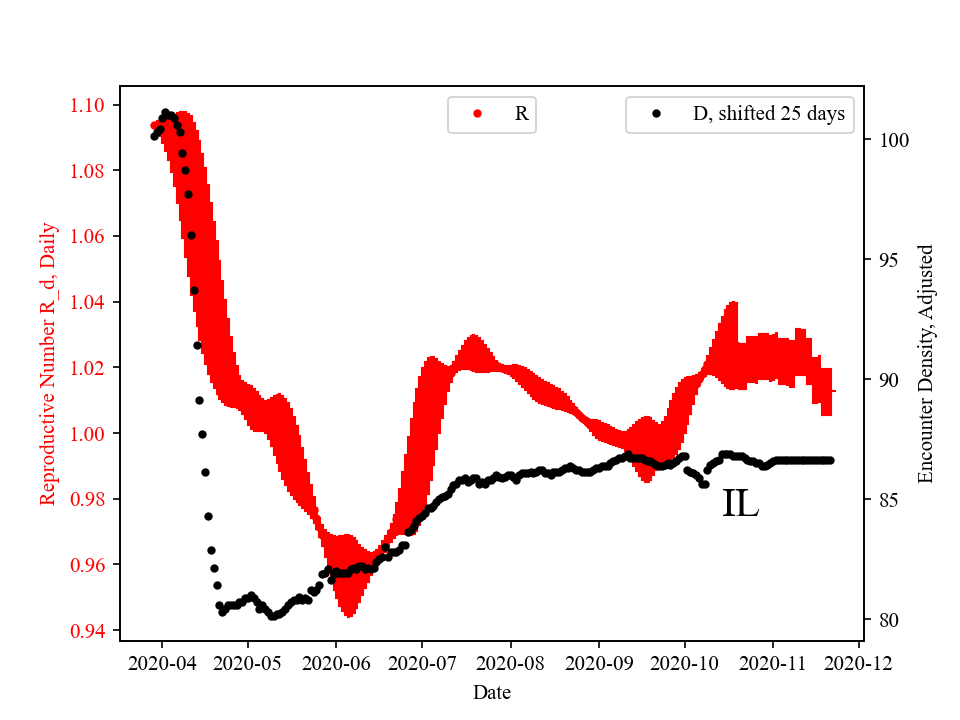 R
D, shifted 25 days
1.10
1.08
1.06
1.04
1.02
1.00
0.98
0.96
0.94
Reproductive Number R_d, Daily
100
95
90
85
80
Encounter Density, Adjusted
IL
2020-04 2020-05 2020-06 2020-07 2020-08 2020-09 2020-10 2020-11 2020-12
Date